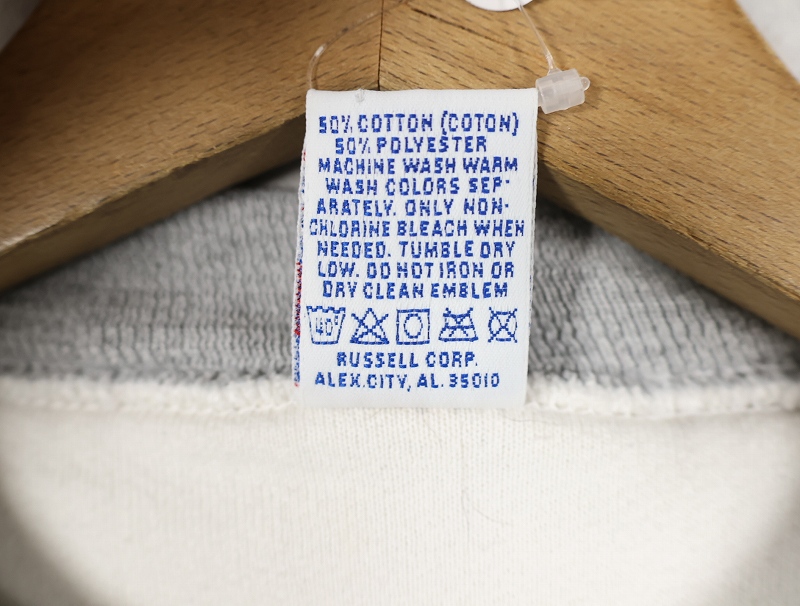 50% COTTON (COTON)
50% POLYESTER
MACHINE WASH WARM
WASH COLORS SEP-
ARATELY. ONLY NON-
CHLORINE BLEACH WHEN
NEEDED. TUMBLE DRY
LOW. DO NOT IRON OR
DRY CLEAN EMBLEM
40°
RUSSELL CORP.
ALEX.CITY, AL. 35010